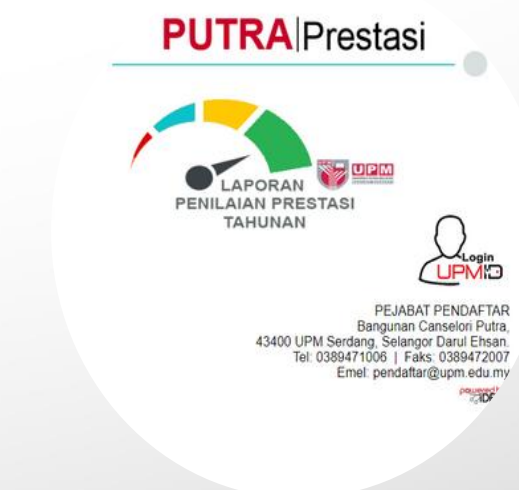 PUTRA|Prestasi
LAPORAN
PENILAIAN PRESTASI
TAHUNAN
UPM
Login
UPMID
PEJABAT PENDAFTAR
Bangunan Canselori Putra,
43400 UPM Serdang, Selangor Darul Ehsan.
Tel: 0389471006 | Faks: 0389472007
Emel: pendaftar@upm.edu.my
powered